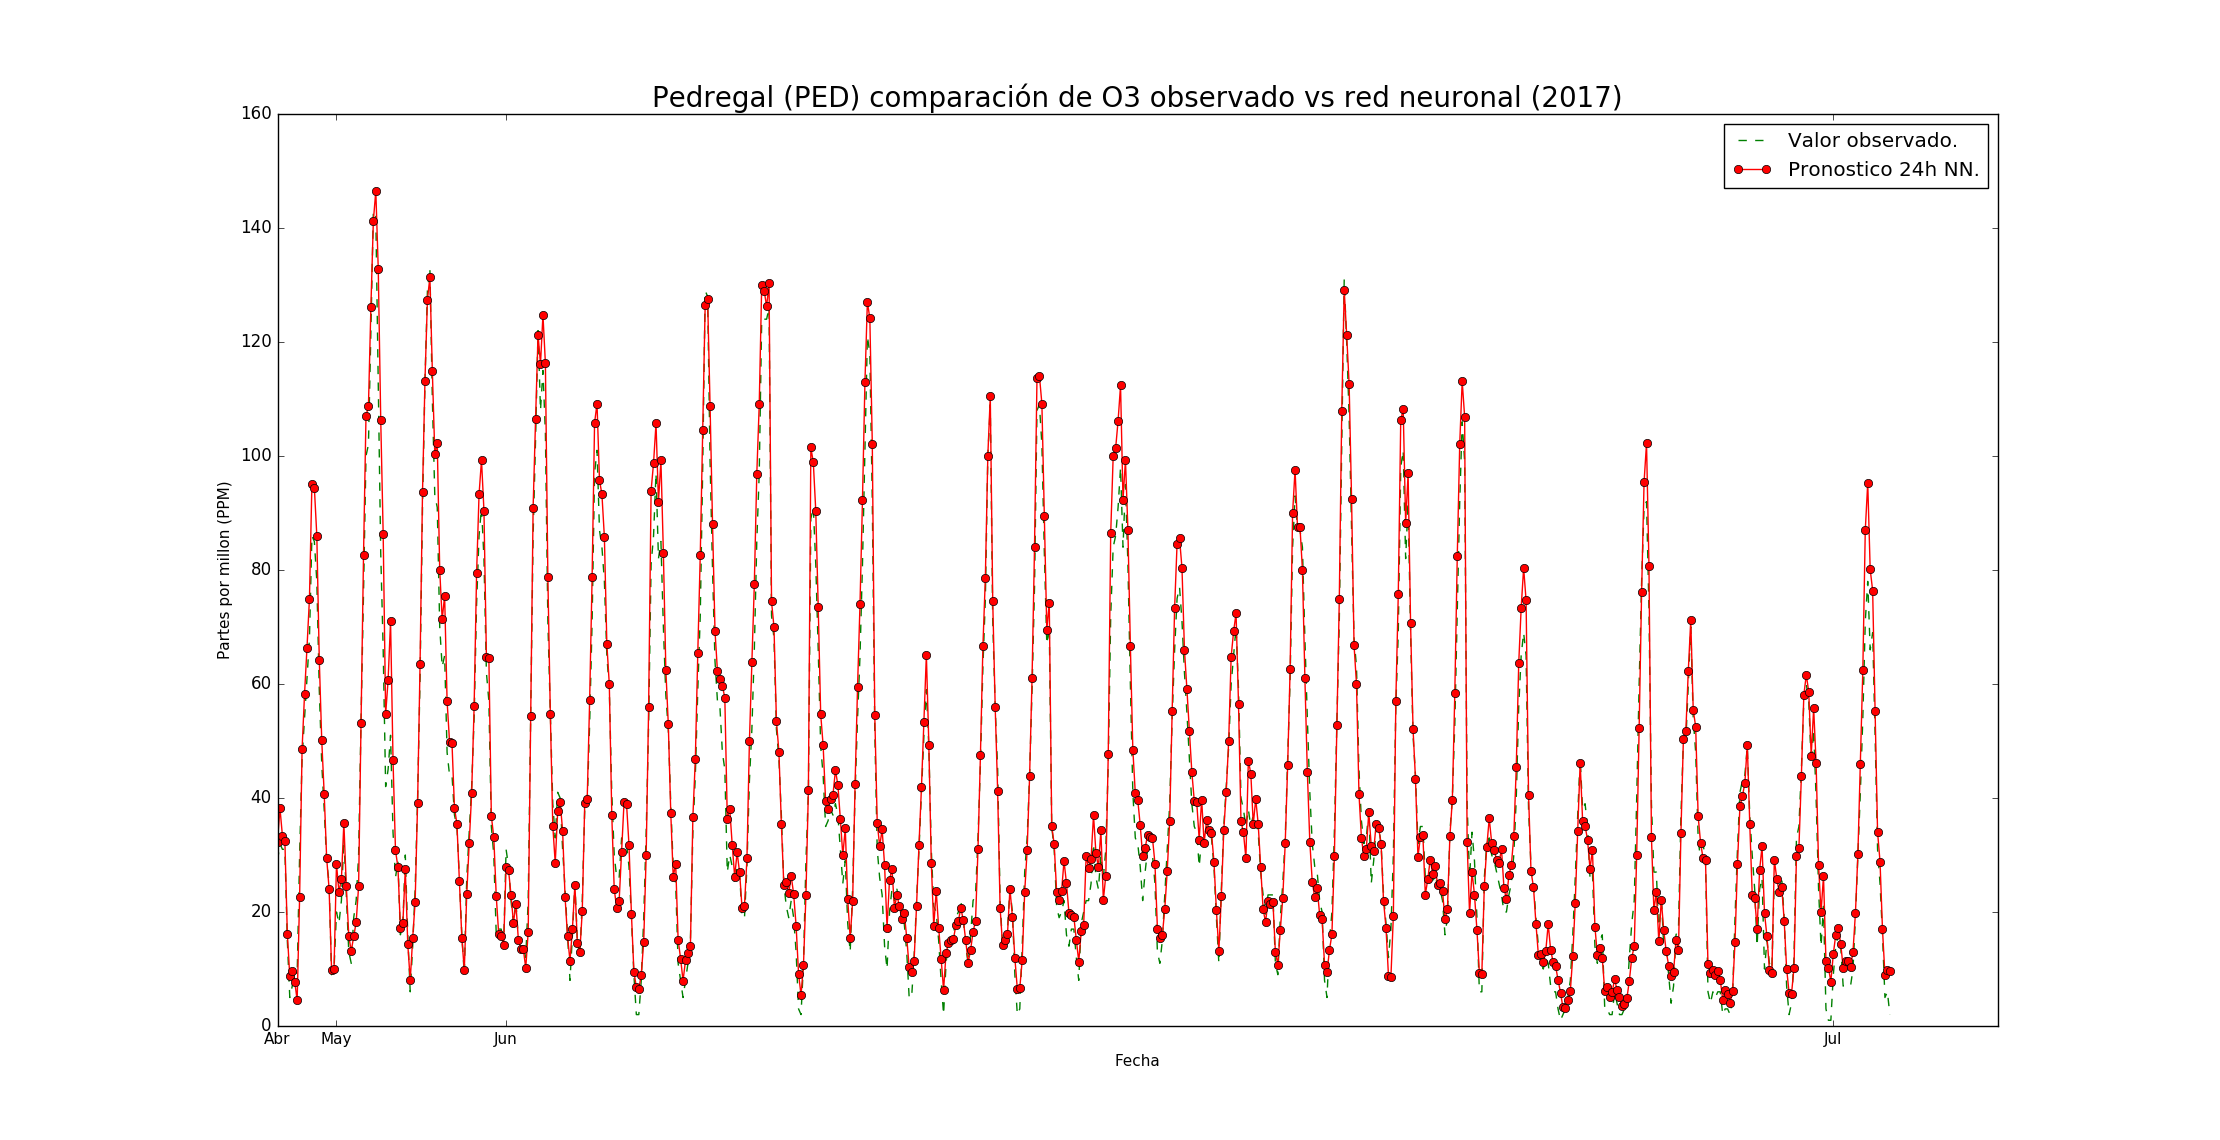 Pedregal (PED) comparación de O3 observado vs red neuronal (2017)
160
140
120
100
80
60
40
20
0
Partes por millon (PPM)
Valor observado.
Pronostico 24h NN.
Abr May Jun Jul
Fecha